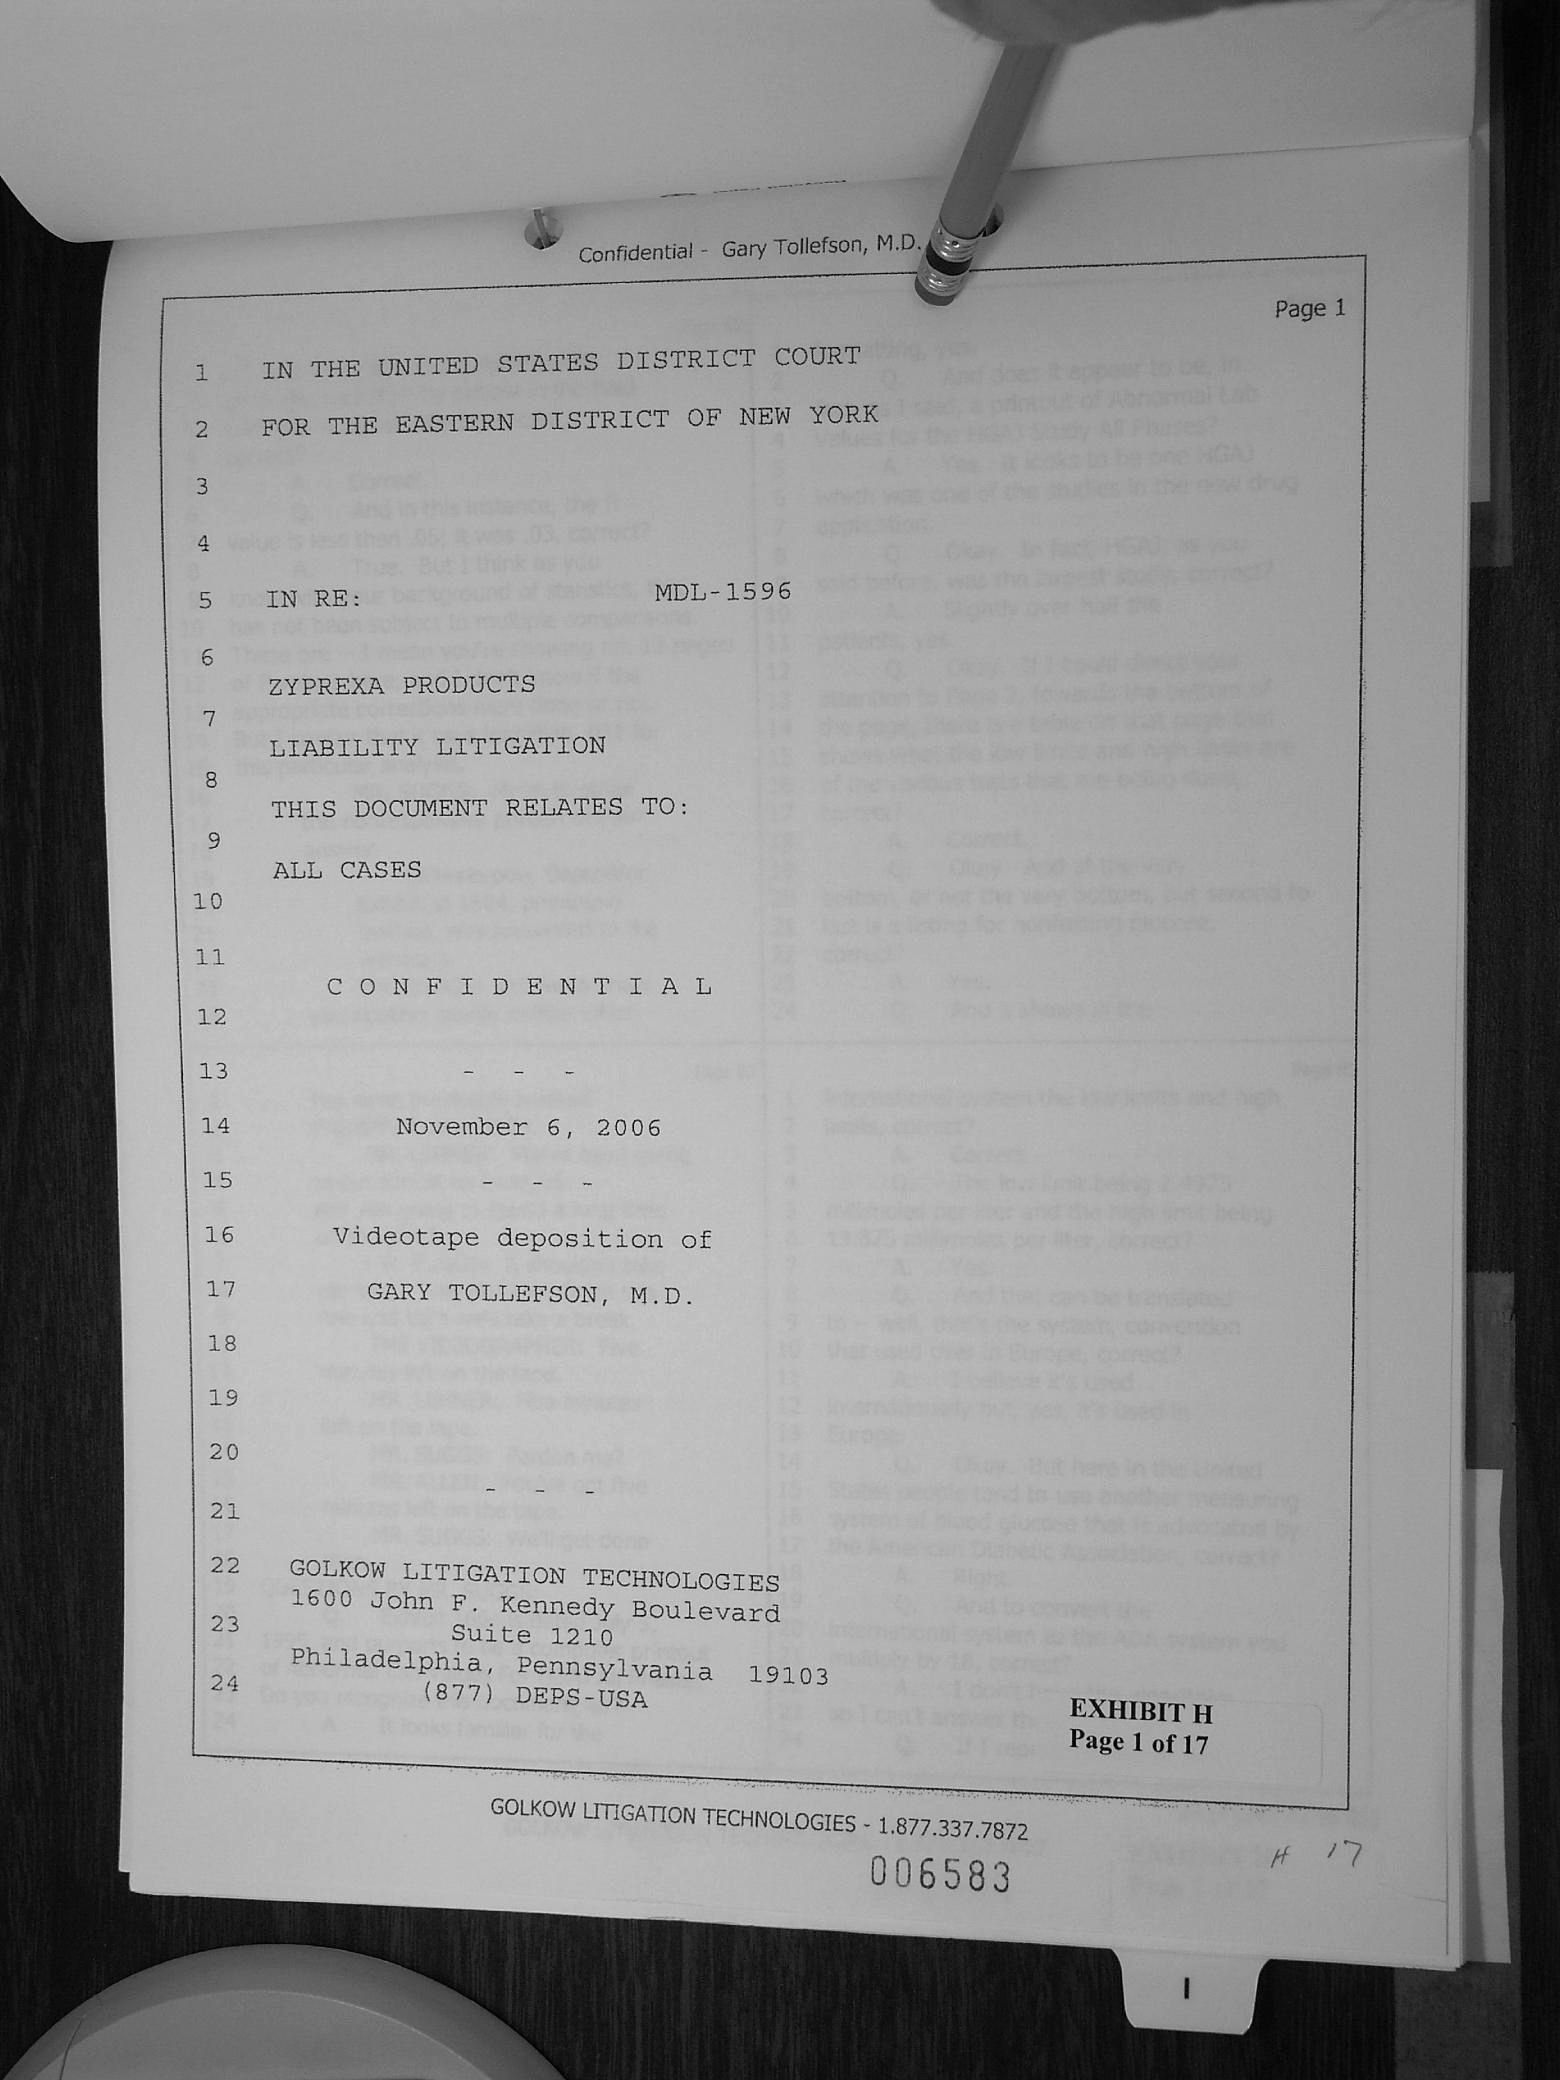 Confidential - Gary Tollefson, M.D.
Page 1
1 IN THE UNITED STATES DISTRICT COURT
2 FOR THE EASTERN DISTRICT OF NEW YORK
3
4
5 IN RE: MDL-1596
6
ZYPREXA PRODUCTS
7
LIABILITY LITIGATION
8
THIS DOCUMENT RELATES TO:
9
ALL CASES
10
11
C O N F I D E N T I A L
12
13 - - -
14 November 6, 2006
15 - - -
16 Videotape deposition of
17 GARY TOLLEFSON, M.D.
18
19
20
- - -
21
22 GOLKOW LITIGATION TECHNOLOGIES
1600 John F. Kennedy Boulevard
23
Suite 1210
Philadelphia, Pennsylvania 19103
24 (877) DEPS-USA
EXHIBIT H
Page 1 of 17
GOLKOW LITIGATION TECHNOLOGIES - 1.877.337.7872
006583
H 17
I